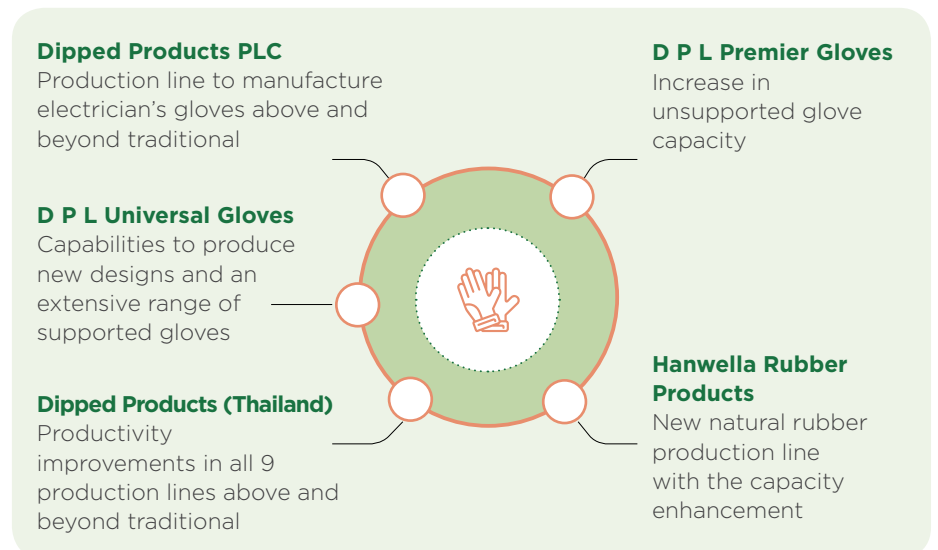 Dipped Products PLC
Production line to manufacture
electrician's gloves above and
beyond traditional
D P L Universal Gloves
Capabilities to produce
new designs and an
extensive range of
supported gloves
Dipped Products (Thailand)
Productivity
improvements in all 9
production lines above and
beyond traditional
D P L Premier Gloves
Increase in
unsupported glove
capacity
Hanwella Rubber
Products
New natural rubber
production line
with the capacity
enhancement